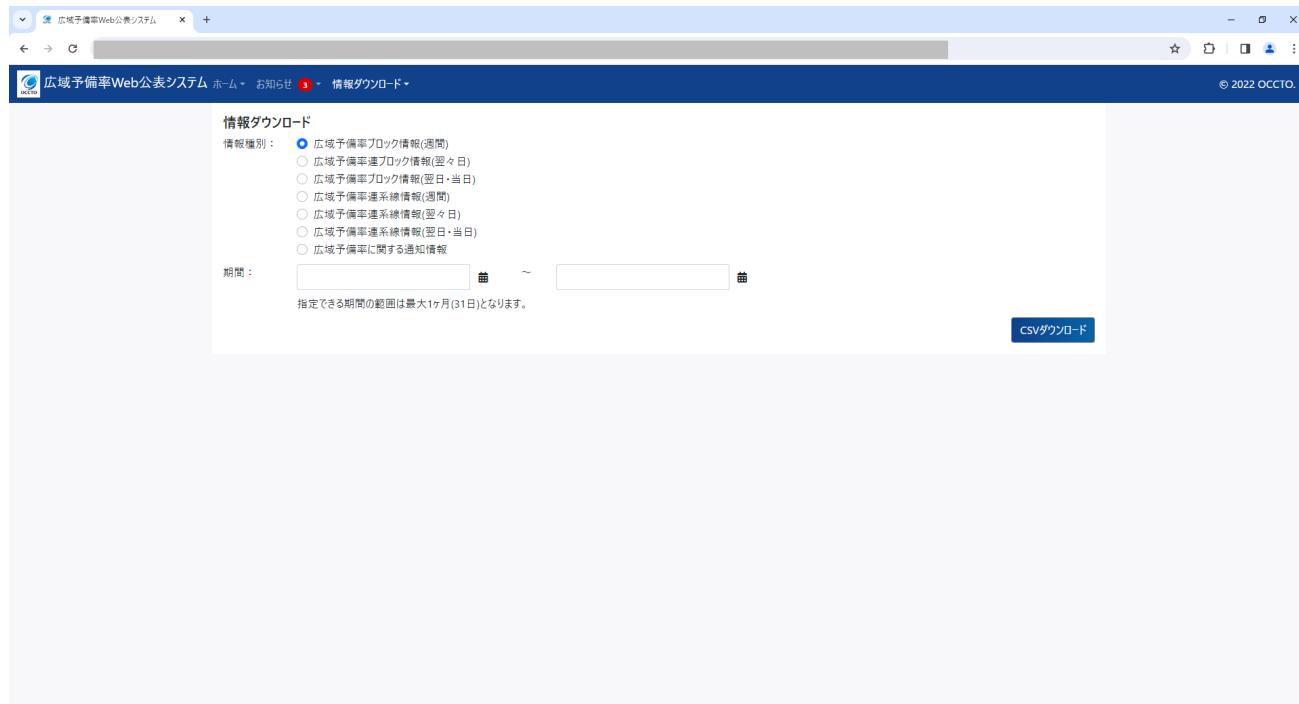 広域予備率Web公表システム
広域予備率Web公表システム ホーム お知らせ 3 情報ダウンロード © 2022 OCCTO.
OCCTO
情報ダウンロード
情報種別： 広域予備率ブロック情報(週間)
広域予備率連ブロック情報(翌々日)
広域予備率ブロック情報(翌日・当日)
広域予備率連系線情報(週間)
広域予備率連系線情報(翌々日)
広域予備率連系線情報(翌日・当日)
広域予備率に関する通知情報
期間： ～
指定できる期間の範囲は最大1ヶ月(31日)となります。
CSVダウンロード